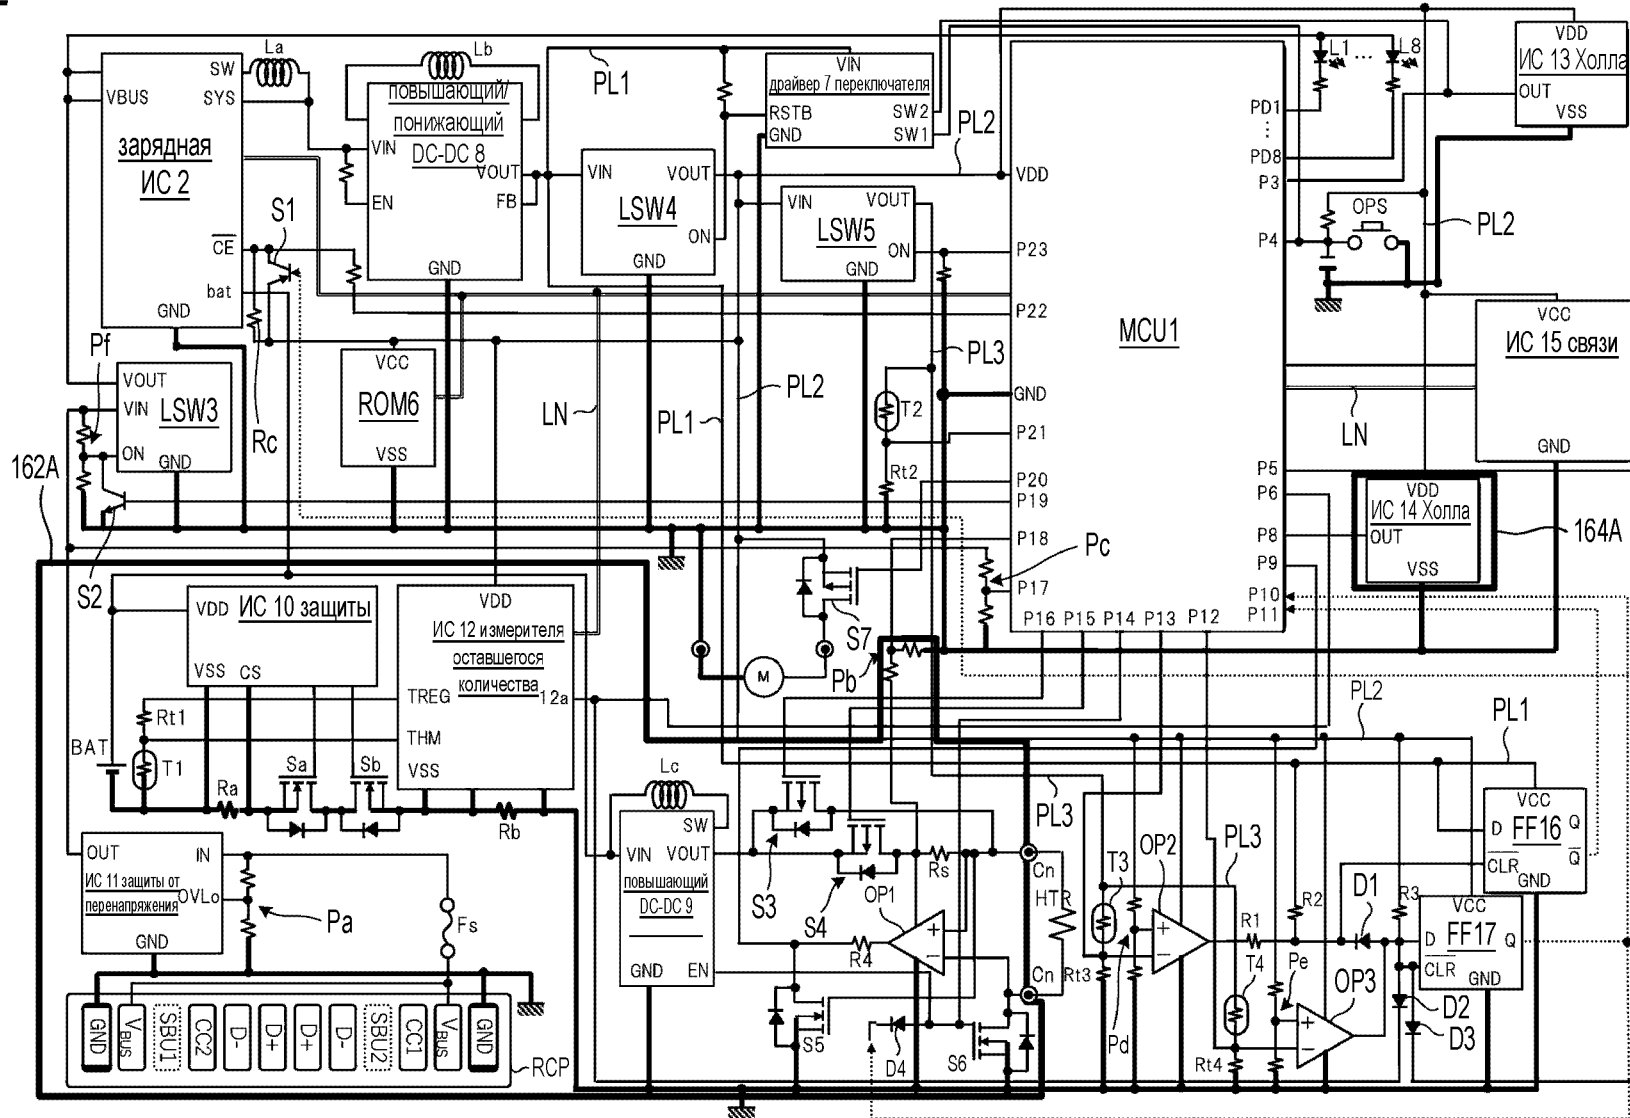 La
Lb
PL1
VIN
драйвер 7 переключателя
RSTB
GND
SW2
SW1
L1
...
L8
VDD
ИС 13 Холла
OUT
VSS
SW
SYS
VBUS
зарядная
ИС 2
CE
bat
GND
повышающий/
понижающий
DC-DC 8
VIN
EN
VOUT
FB
GND
VIN
VOUT
LSW4
ON
GND
VIN
VOUT
LSW5
ON
GND
PL2
PD1
PD8
P3
P4
OPS
PL2
VDD
P23
P22
MCU1
GND
P21
P20
P19
P18
P17
P16
P15
P14
P13
P12
P5
P6
P8
P9
P10
P11
VCC
ИС 15 связи
GND
LN
S1
Pf
Rc
VOUT
VIN
LSW3
ON
GND
VCC
ROM6
VSS
LN
PL1
PL2
PL3
T2
Rt2
162A
S2
VDD
ИС 14 Холла
OUT
VSS
164A
Pc
S7
M
Pb
VDD
ИС 10 защиты
VSS
CS
VDD
ИС 12 измерителя
оставшегося
количества
TREG
12a
THM
VSS
Rt1
BAT
T1
Ra
Sa
Sb
Rb
PL2
PL1
OUT
IN
ИС 11 защиты от
перенапряжения
OVLo
GND
Pa
Fs
Lc
SW
VIN
VOUT
повышающий
DC-DC 9
GND
EN
S3
S4
OP1
Rs
R4
S5
D4
S6
Cn
HTR
Cn
PL3
T3
OP2
PL3
Rt3
Pd
R1
R2
T4
Pe
Rt4
D1
R3
OP3
D2
D3
VCC
D
FF16
Q
Q
CLR
GND
VCC
D
FF17
Q
CLR
GND
GND
VBUS
SBU1
CC2
D-
D+
D+
D-
SBU2
CC1
VBUS
GND
RCP